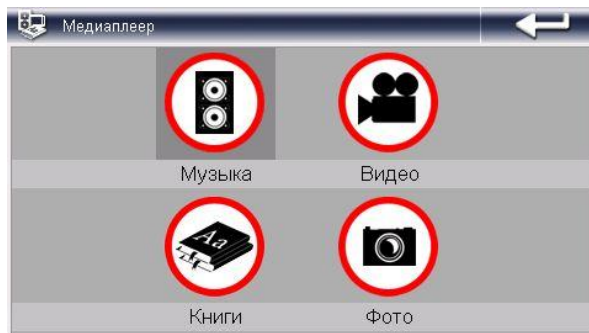 Медиаплеер
Музыка
Видео
Aa
Книги
Фото